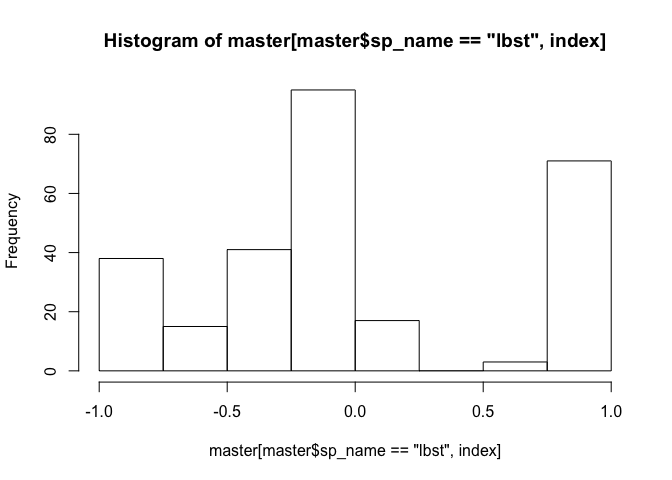 Histogram of master[master$sp_name == "lbst", index]
Frequency
80
60
40
20
0
-1.0 -0.5 0.0 0.5 1.0
master[master$sp_name == "lbst", index]